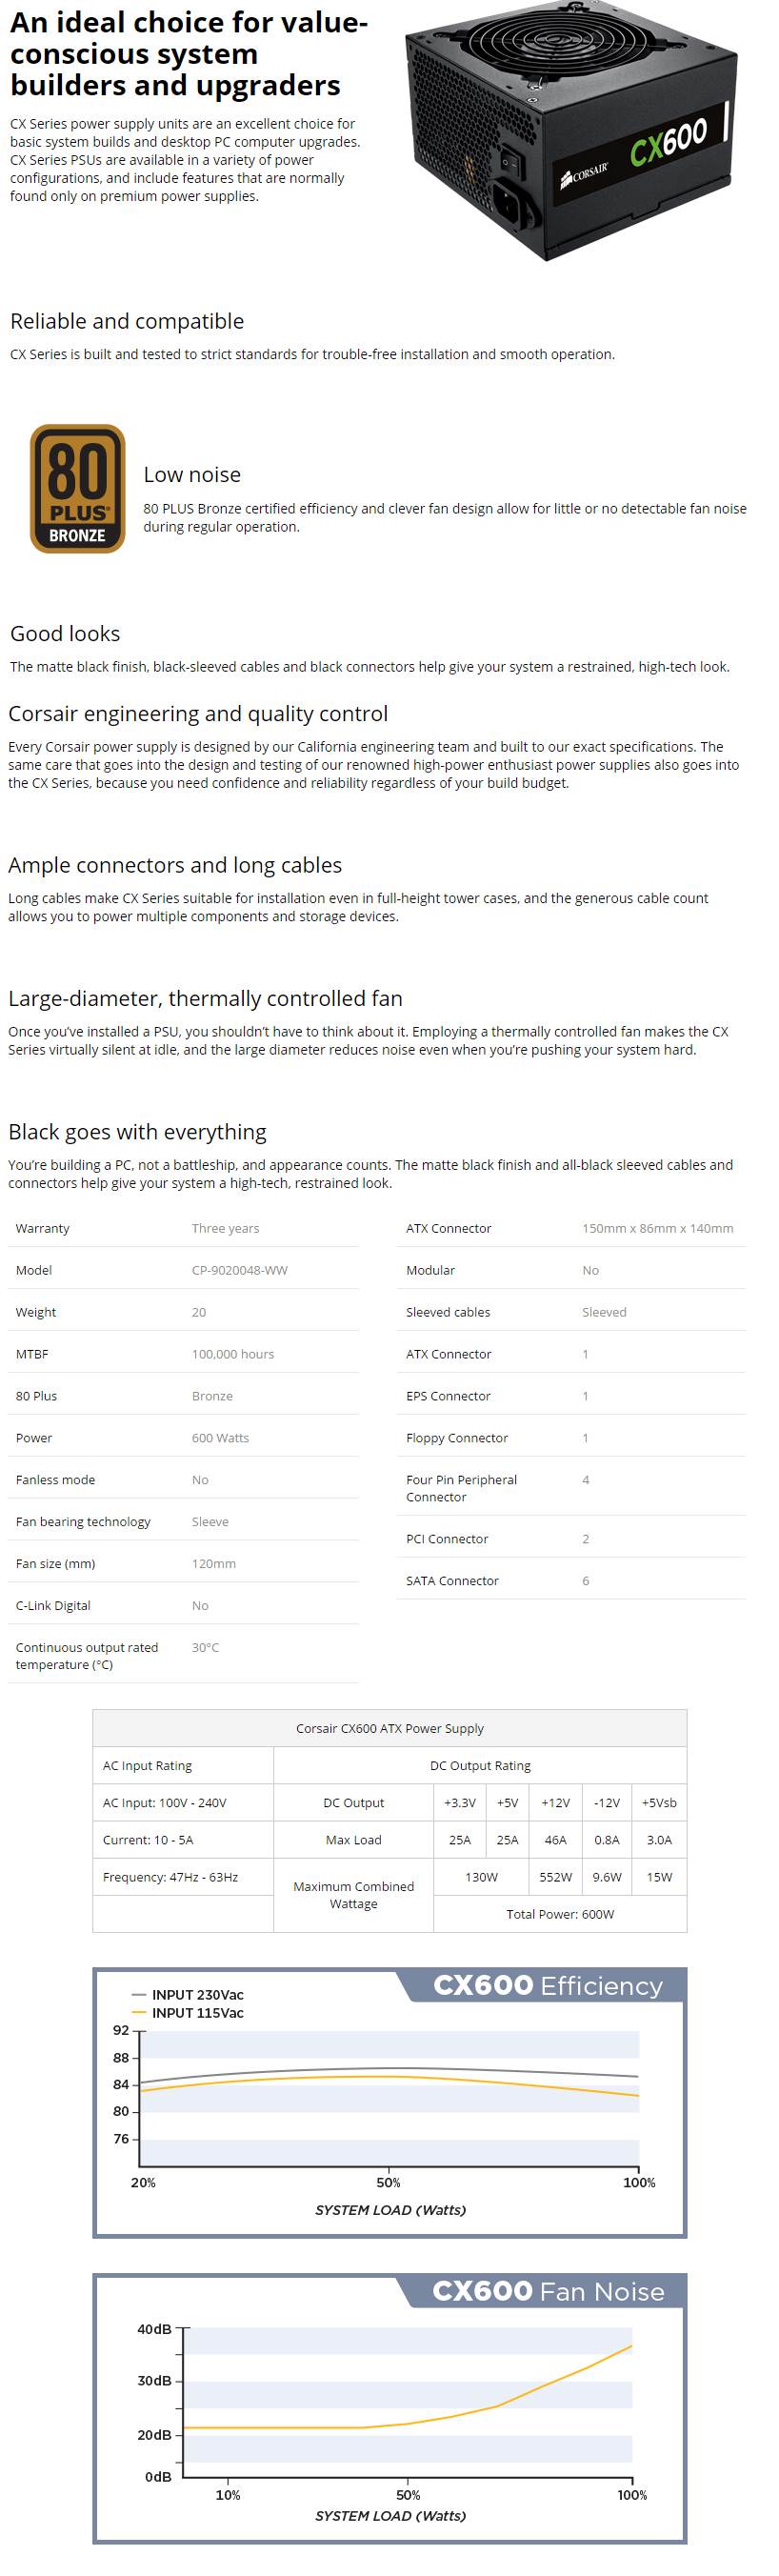 An ideal choice for value-
conscious system
builders and upgraders
CX Series power supply units are an excellent choice for
basic system builds and desktop PC computer upgrades.
CX Series PSUs are available in a variety of power
configurations, and include features that are normally
found only on premium power supplies.
CORSAIR
CX600
Reliable and compatible
CX Series is built and tested to strict standards for trouble-free installation and smooth operation.
80
PLUS®
BRONZE
Low noise
80 PLUS Bronze certified efficiency and clever fan design allow for little or no detectable fan noise
during regular operation.
Good looks
The matte black finish, black-sleeved cables and black connectors help give your system a restrained, high-tech look.
Corsair engineering and quality control
Every Corsair power supply is designed by our California engineering team and built to our exact specifications. The
same care that goes into the design and testing of our renowned high-power enthusiast power supplies also goes into
the CX Series, because you need confidence and reliability regardless of your build budget.
Ample connectors and long cables
Long cables make CX Series suitable for installation even in full-height tower cases, and the generous cable count
allows you to power multiple components and storage devices.
Large-diameter, thermally controlled fan
Once you've installed a PSU, you shouldn't have to think about it. Employing a thermally controlled fan makes the CX
Series virtually silent at idle, and the large diameter reduces noise even when you're pushing your system hard.
Black goes with everything
You're building a PC, not a battleship, and appearance counts. The matte black finish and all-black sleeved cables and
connectors help give your system a high-tech, restrained look.
Warranty Three years
Model CP-9020048-WW
Weight 20
MTBF 100,000 hours
80 Plus Bronze
Power 600 Watts
Fanless mode No
Fan bearing technology Sleeve
Fan size (mm) 120mm
C-Link Digital No
Continuous output rated 30°C
temperature (°C)
ATX Connector 150mm x 86mm x 140mm
Modular No
Sleeved cables Sleeved
ATX Connector 1
EPS Connector 1
Floppy Connector 1
Four Pin Peripheral 4
Connector
PCI Connector 2
SATA Connector 6
Corsair CX600 ATX Power Supply
AC Input Rating DC Output Rating
AC Input: 100V - 240V DC Output +3.3V +5V +12V -12V +5Vsb
Current: 10 - 5A Max Load 25A 25A 46A 0.8A 3.0A
Frequency: 47Hz - 63Hz Maximum Combined Wattage 130W 552W 9.6W 15W
Total Power: 600W
CX600 Efficiency
INPUT 230Vac
INPUT 115Vac
92
88
84
80
76
20% 50% 100%
SYSTEM LOAD (Watts)
CX600 Fan Noise
40dB
30dB
20dB
0dB
10% 50% 100%
SYSTEM LOAD (Watts)